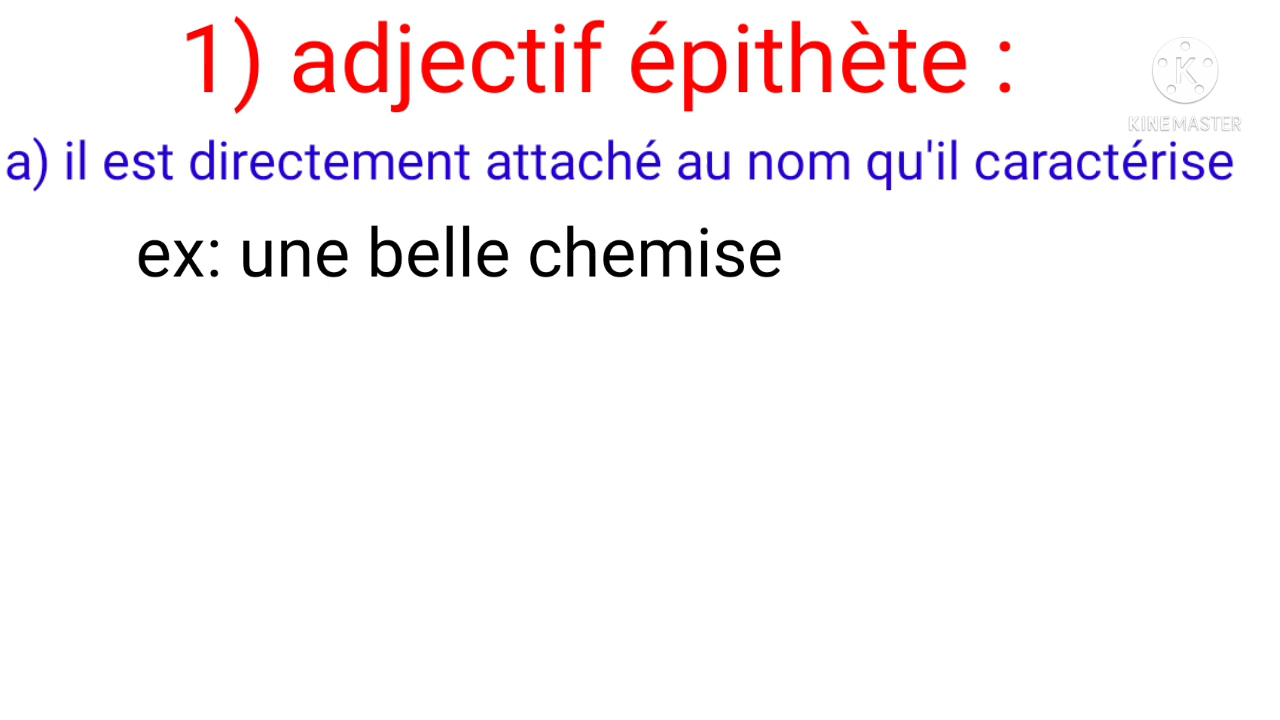 1) adjectif épithète :
KINEMASTER
a) il est directement attaché au nom qu'il caractérise
ex: une belle chemise